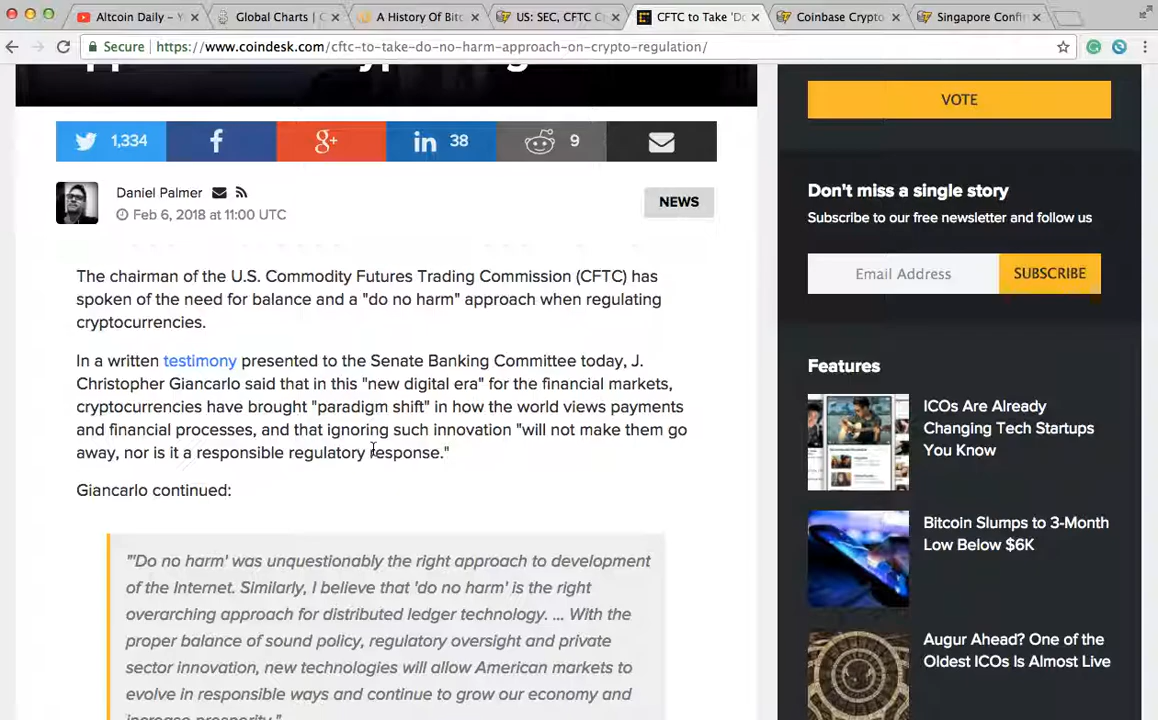 Altcoin Daily – Y
Global Charts | C
A History Of Bitc
US: SEC, CFTC C
CFTC to Take 'Do
Coinbase Crypto
Singapore Confi
Secure
https://www.coindesk.com/cftc-to-take-do-no-harm-approach-on-crypto-regulation/
1,334
f
g+
in 38
9
Daniel Palmer
Feb 6, 2018 at 11:00 UTC
NEWS
The chairman of the U.S. Commodity Futures Trading Commission (CFTC) has
spoken of the need for balance and a "do no harm" approach when regulating
cryptocurrencies.
In a written testimony presented to the Senate Banking Committee today, J.
Christopher Giancarlo said that in this "new digital era" for the financial markets,
cryptocurrencies have brought "paradigm shift" in how the world views payments
and financial processes, and that ignoring such innovation "will not make them go
away, nor is it a responsible regulatory response."
Giancarlo continued:
"'Do no harm' was unquestionably the right approach to development
of the Internet. Similarly, I believe that 'do no harm' is the right
overarching approach for distributed ledger technology. ... With the
proper balance of sound policy, regulatory oversight and private
sector innovation, new technologies will allow American markets to
evolve in responsible ways and continue to grow our economy and
increase prosperity."
VOTE
Don't miss a single story
Subscribe to our free newsletter and follow us
Email Address
SUBSCRIBE
Features
ICOs Are Already
Changing Tech Startups
You Know
Bitcoin Slumps to 3-Month
Low Below $6K
Augur Ahead? One of the
Oldest ICOs Is Almost Live